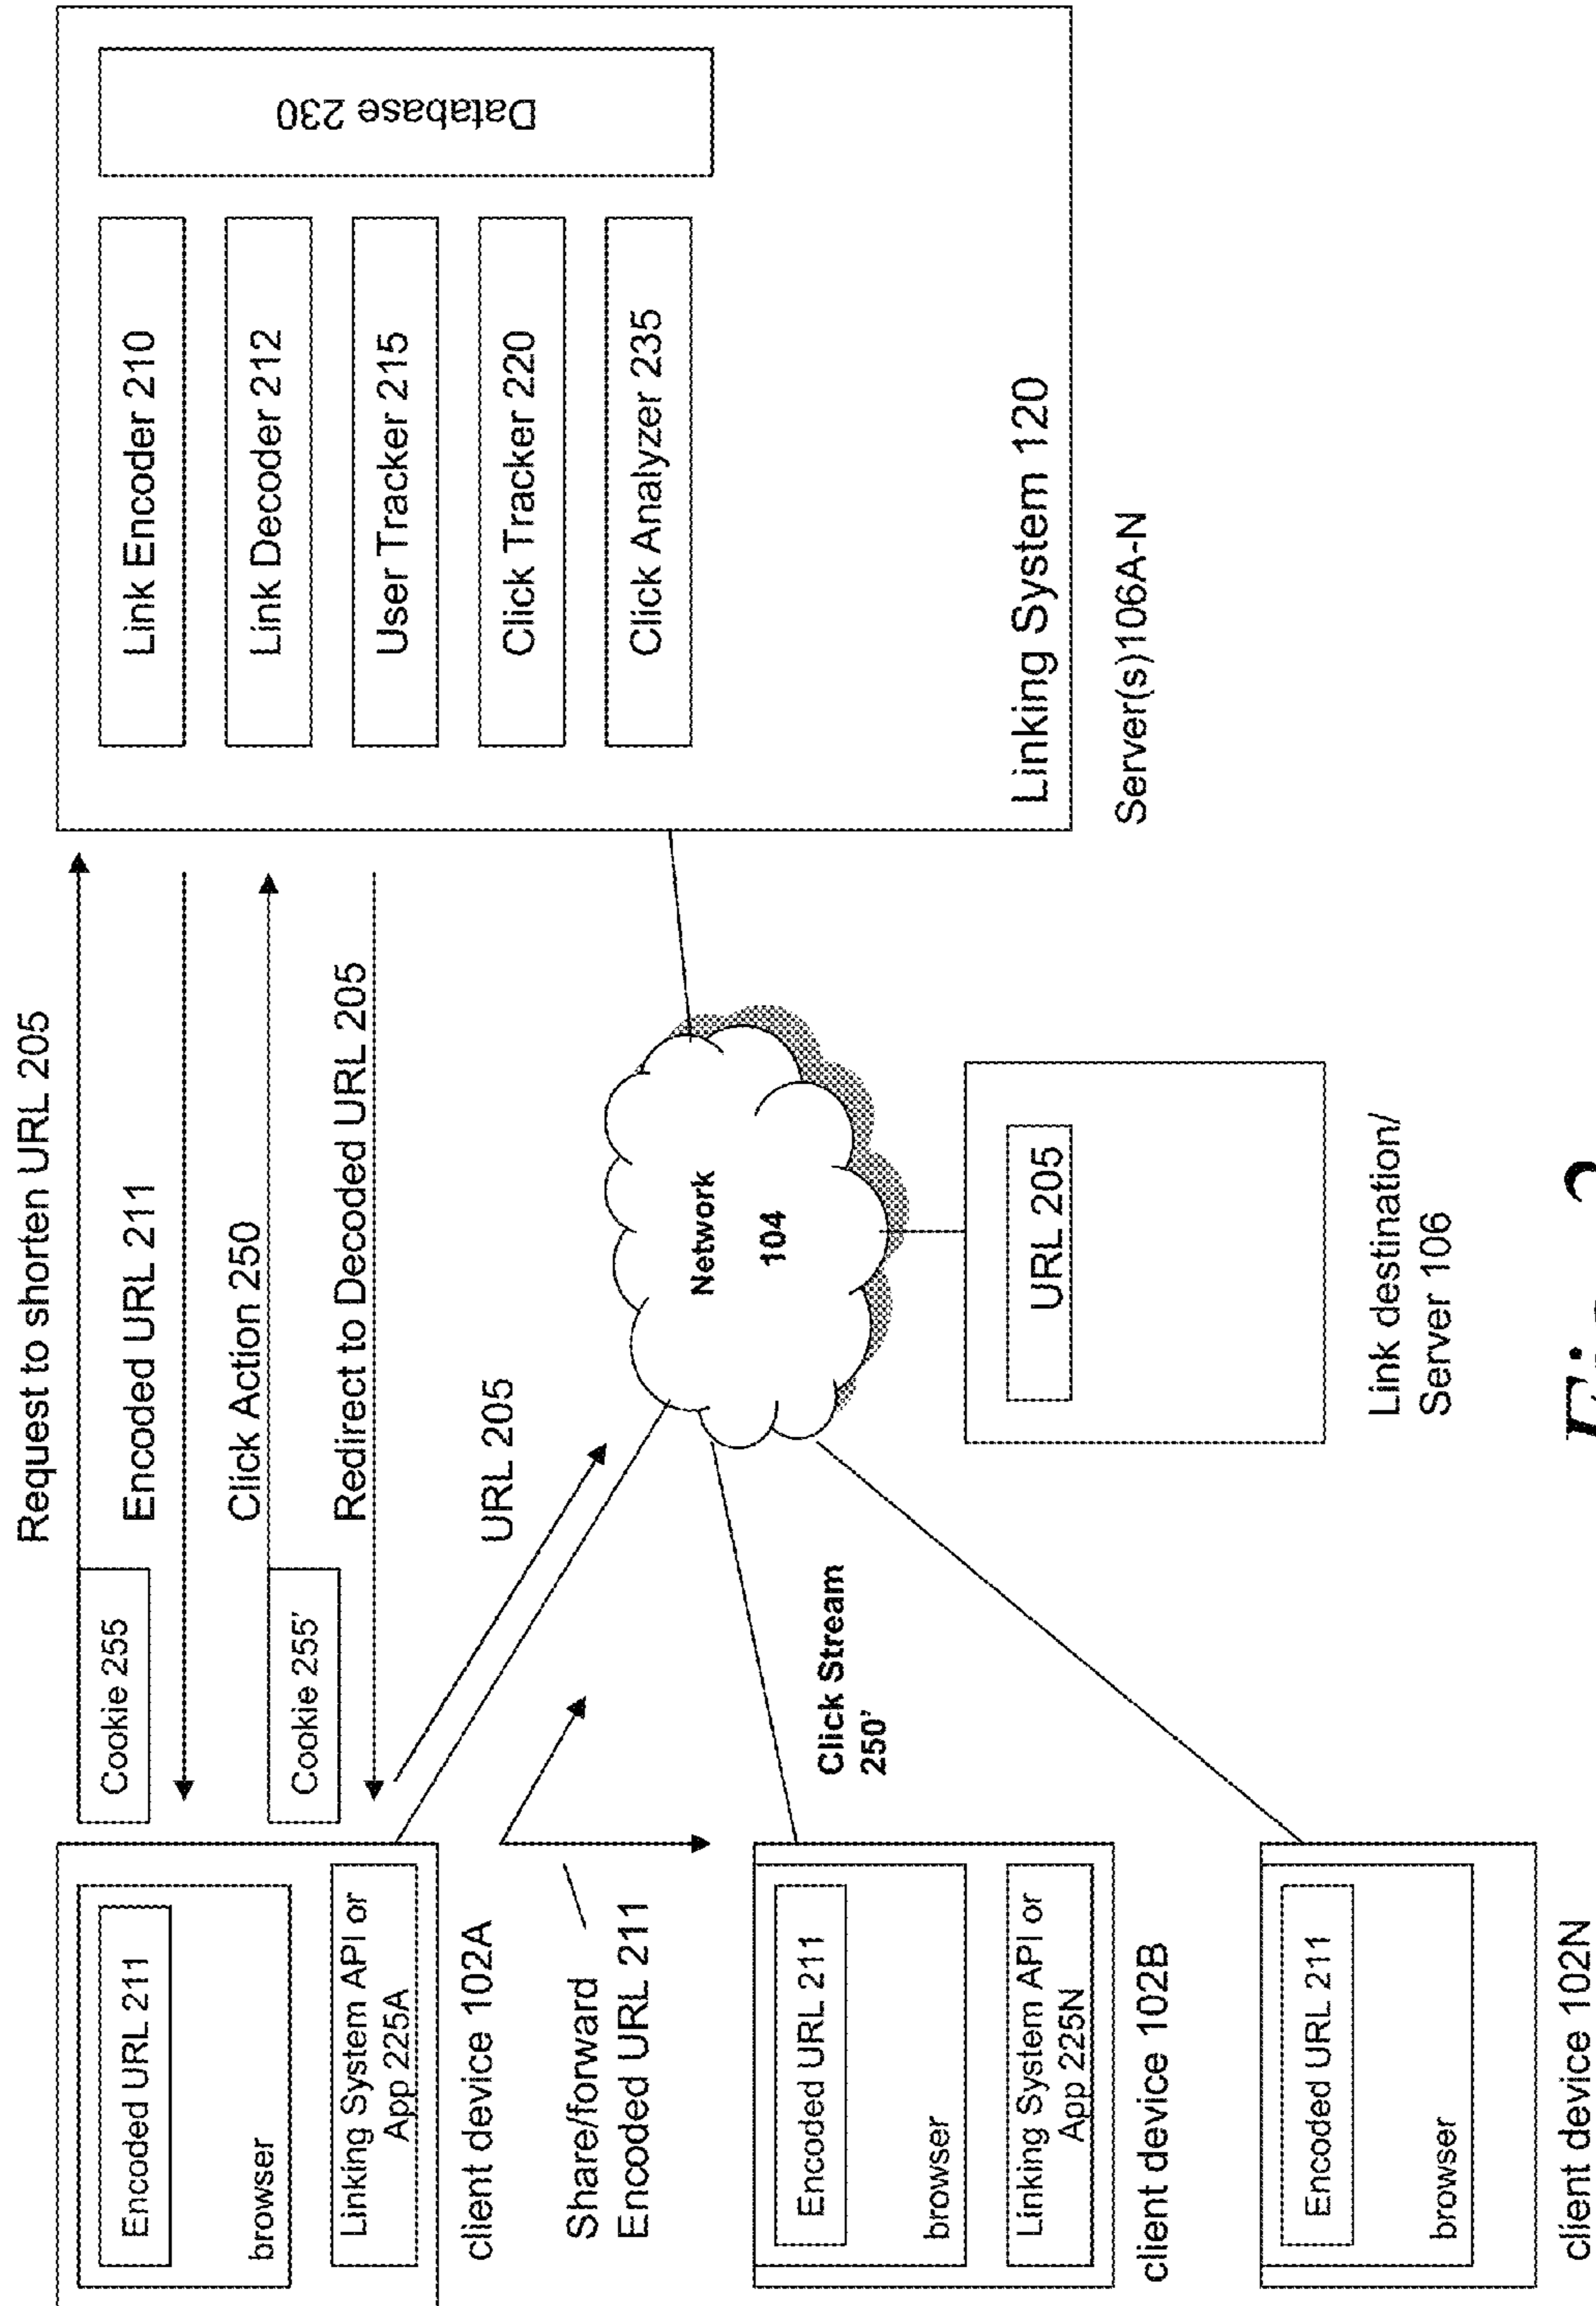 Request to shorten URL 205
Cookie 255
Encoded URL 211
Click Action 250
Cookie 255'
Redirect to Decoded URL 205
Encoded URL 211
browser
Linking System API or
App 225A
client device 102A
URL 205
Share/forward
Encoded URL 211
Click Stream
250'
Encoded URL 211
browser
Linking System API or
App 225N
client device 102B
Encoded URL 211
browser
client device 102N
Network
104
URL 205
Link destination/
Server 106
Link Encoder 210
Link Decoder 212
User Tracker 215
Click Tracker 220
Click Analyzer 235
Database 230
Linking System 120
Server(s)106A-N